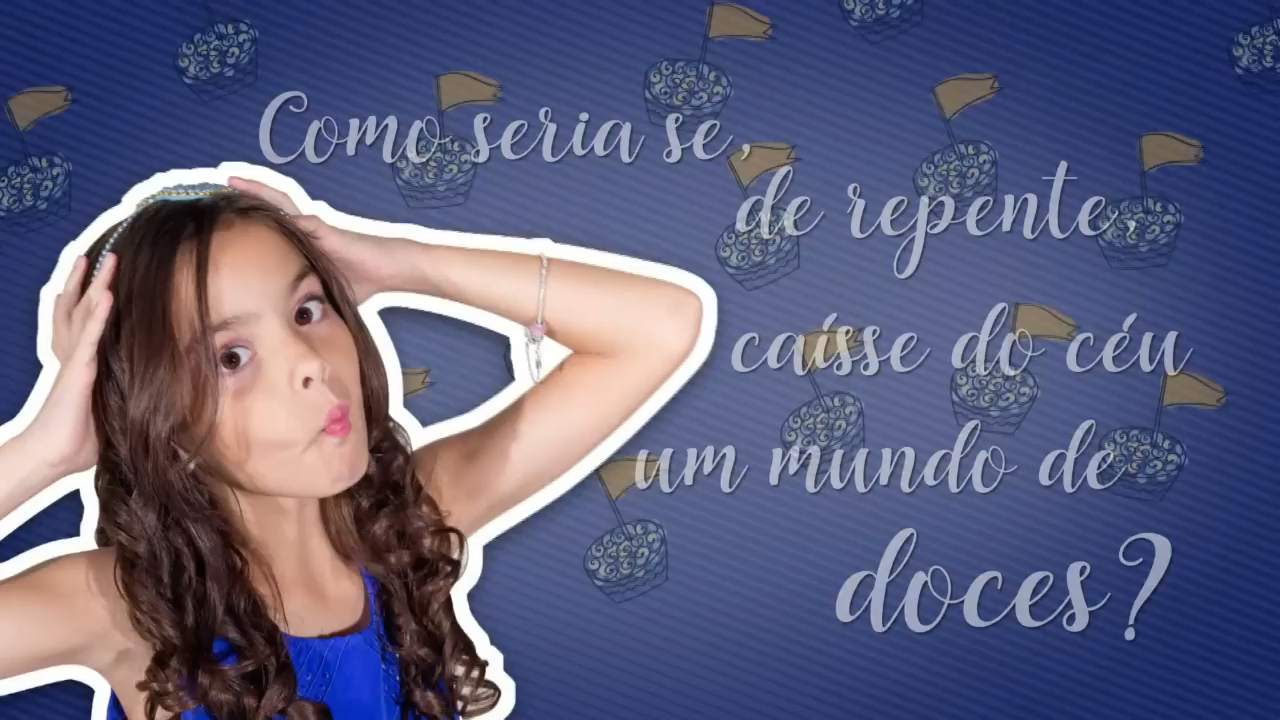 Como seria se,
de repente,
caísse do céu
um mundo de
doces?